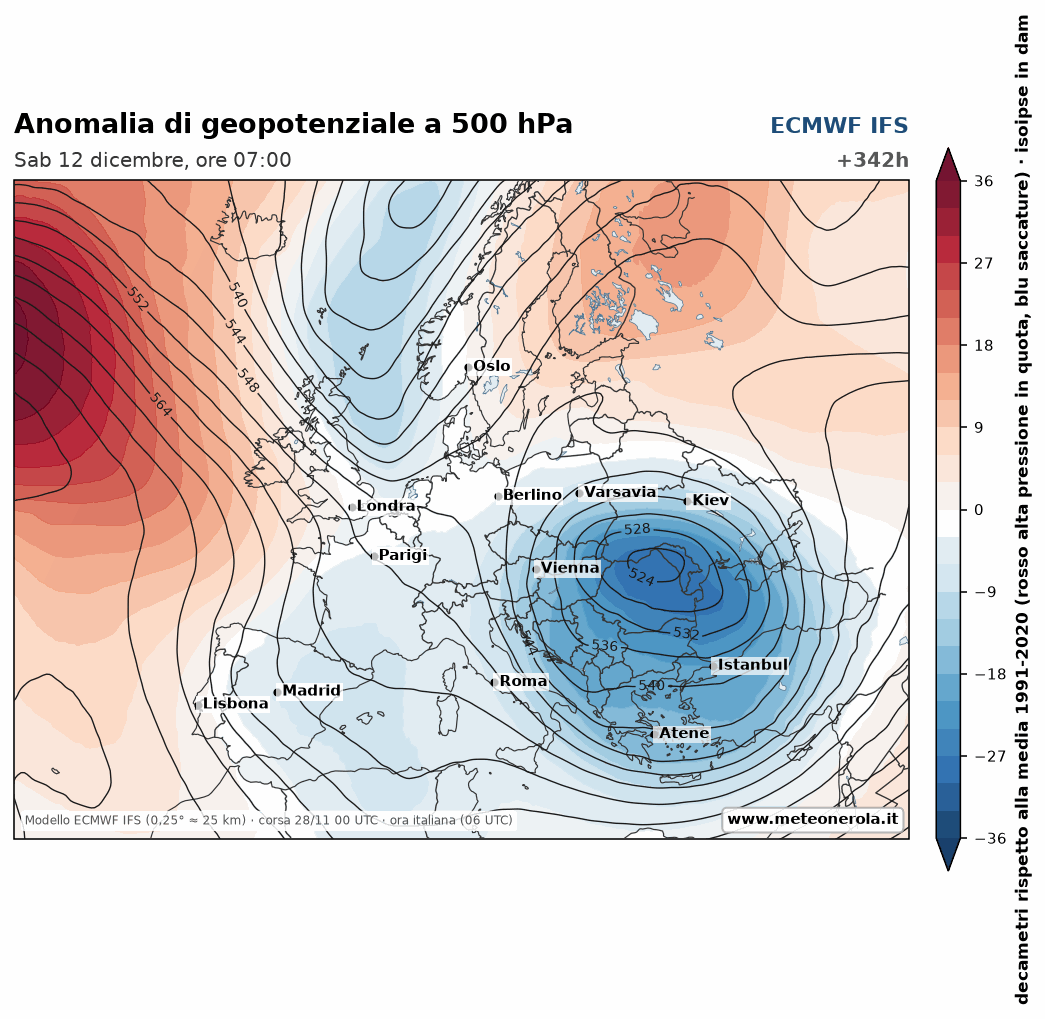 Anomalia di geopotenziale a 500 hPa
ECMWF IFS
Sab 12 dicembre, ore 07:00
+342h
552
540
544
548
564
Oslo
Londra
Berlino
Varsavia
Kiev
Parigi
Vienna
528
524
532
536
544
540
Istanbul
Roma
Madrid
Lisbona
Atene
Modello ECMWF IFS (0,25° ≈ 25 km) · corsa 28/11 00 UTC · ora italiana (06 UTC)
www.meteonerola.it
36
27
18
9
0
−9
−18
−27
−36
decametri rispetto alla media 1991-2020 (rosso alta pressione in quota, blu saccature) · isoipse in dam